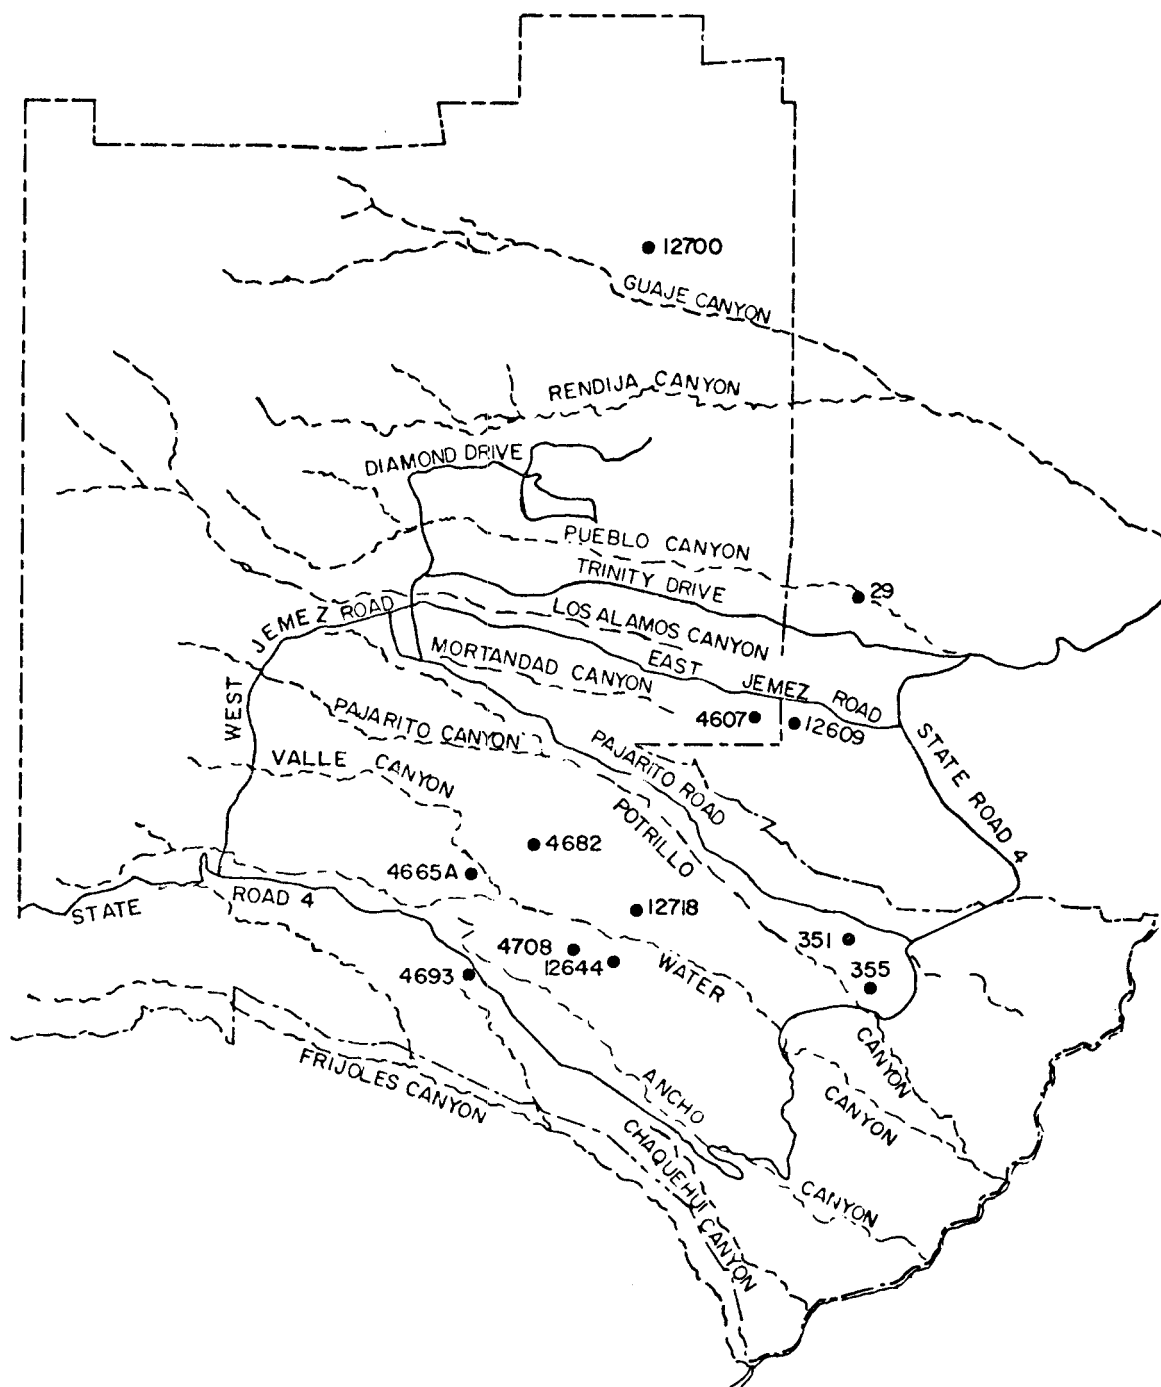 12700
GUAJE CANYON
RENDIJA CANYON
DIAMOND DRIVE
PUEBLO CANYON
TRINITY DRIVE
29
LOS ALAMOS CANYON
WEST JEMEZ ROAD
EAST JEMEZ ROAD
MORTANDAD CANYON
4607
12609
PAJARITO CANYON
PAJARITO ROAD
STATE ROAD 4
VALLE CANYON
POTRILLO CANYON
4682
4665A
STATE ROAD 4
12718
351
4708
12644
355
4693
WATER CANYON
FRIJOLES CANYON
ANCHO CANYON
CHAQUEHUI CANYON